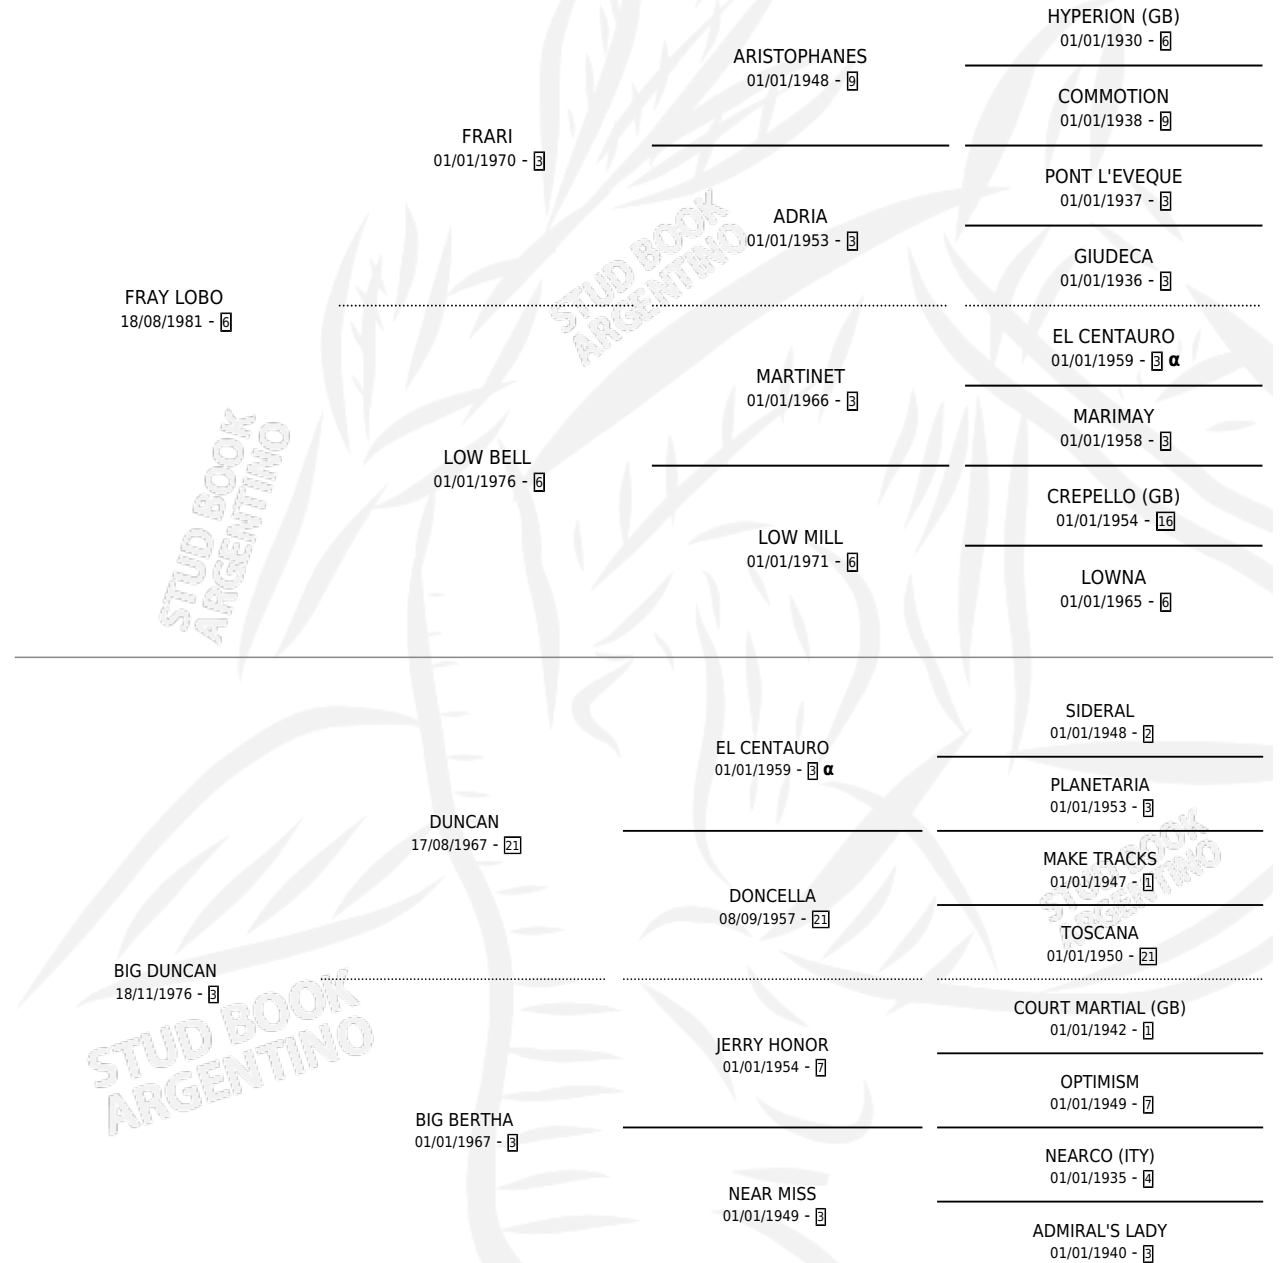 HYPERION (GB)
01/01/1930 - 6
ARISTOPHANES
01/01/1948 - 9
COMMOTION
01/01/1938 - 9
FRARI
01/01/1970 - 3
PONT L'EVEQUE
01/01/1937 - 3
ADRIA
01/01/1953 - 3
GIUDECA
01/01/1936 - 3
FRAY LOBO
18/08/1981 - 6
EL CENTAURO
01/01/1959 - 3 α
MARTINET
01/01/1966 - 3
MARIMAY
01/01/1958 - 3
LOW BELL
01/01/1976 - 6
CREPELLO (GB)
01/01/1954 - 16
LOW MILL
01/01/1971 - 6
LOWNA
01/01/1965 - 6
STUD BOOK
ARGENTINO
STUD BOOK
ARGENTINO
SIDERAL
01/01/1948 - 2
EL CENTAURO
01/01/1959 - 3 α
PLANETARIA
01/01/1953 - 3
DUNCAN
17/08/1967 - 21
MAKE TRACKS
01/01/1947 - 1
DONCELLA
08/09/1957 - 21
TOSCANA
01/01/1950 - 21
STUD BOOK
ARGENTINO
BIG DUNCAN
18/11/1976 - 3
COURT MARTIAL (GB)
01/01/1942 - 1
JERRY HONOR
01/01/1954 - 7
OPTIMISM
01/01/1949 - 7
BIG BERTHA
01/01/1967 - 3
NEARCO (ITY)
01/01/1935 - 4
NEAR MISS
01/01/1949 - 3
ADMIRAL'S LADY
01/01/1940 - 3
STUD BOOK
ARGENTINO